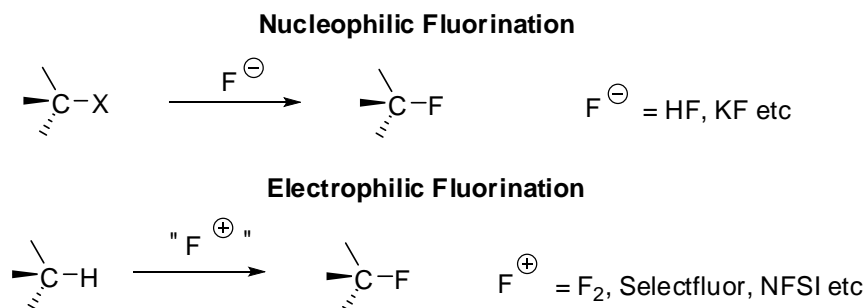 Nucleophilic Fluorination
F ⊖
C X C F F ⊖ = HF, KF etc
Electrophilic Fluorination
" F ⊕ "
C H C F F ⊕ = F₂, Selectfluor, NFSI etc